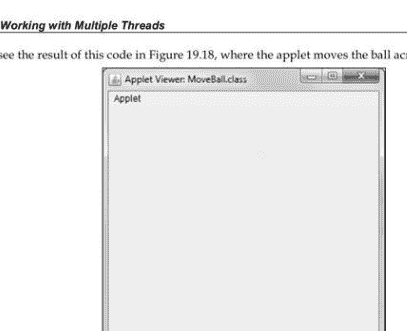 Working with Multiple Threads
see the result of this code in Figure 19.18, where the applet moves the ball
Applet Viewer: MoveBall.class
Applet